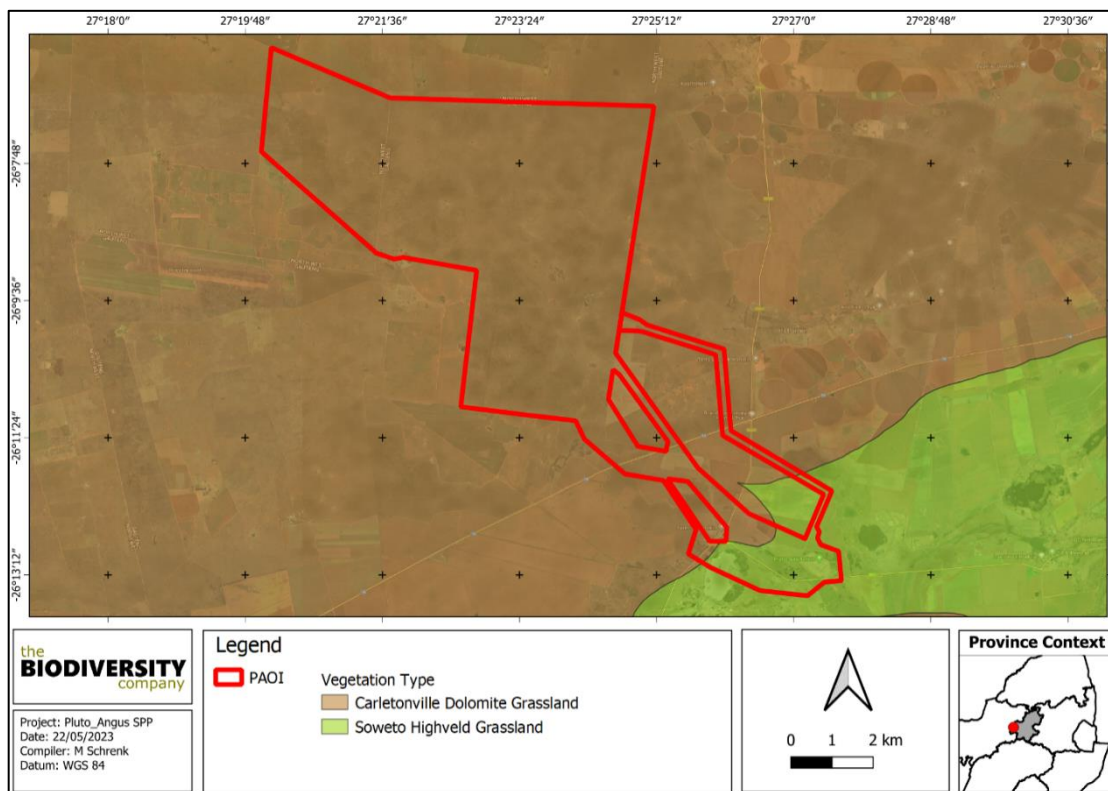 27°18'0" 27°19'48" 27°21'36" 27°23'24" 27°25'12" 27°27'0" 27°28'48" 27°30'36"
-26°7'48"
-26°9'36"
-26°11'24"
-26°13'12"
the
BIODIVERSITY
company
Project: Pluto_Angus SPP
Date: 22/05/2023
Compiler: M Schrenk
Datum: WGS 84
Legend
PAOI
Vegetation Type
Carletonville Dolomite Grassland
Soweto Highveld Grassland
0 1 2 km
Province Context